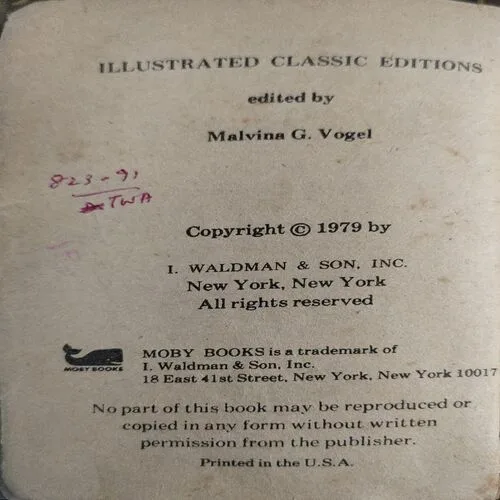 ILLUSTRATED CLASSIC EDITIONS
edited by
Malvina G. Vogel
823-91
TWA
Copyright © 1979 by
I. WALDMAN & SON, INC.
New York, New York
All rights reserved
MOBY BOOKS
MOBY BOOKS is a trademark of
I. Waldman & Son, Inc.
18 East 41st Street, New York, New York 10017
No part of this book may be reproduced or
copied in any form without written
permission from the publisher.
Printed in the U.S.A.